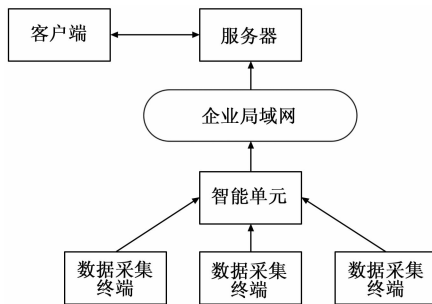 客户端
服务器
企业局域网
智能单元
数据采集
终端
数据采集
终端
数据采集
终端